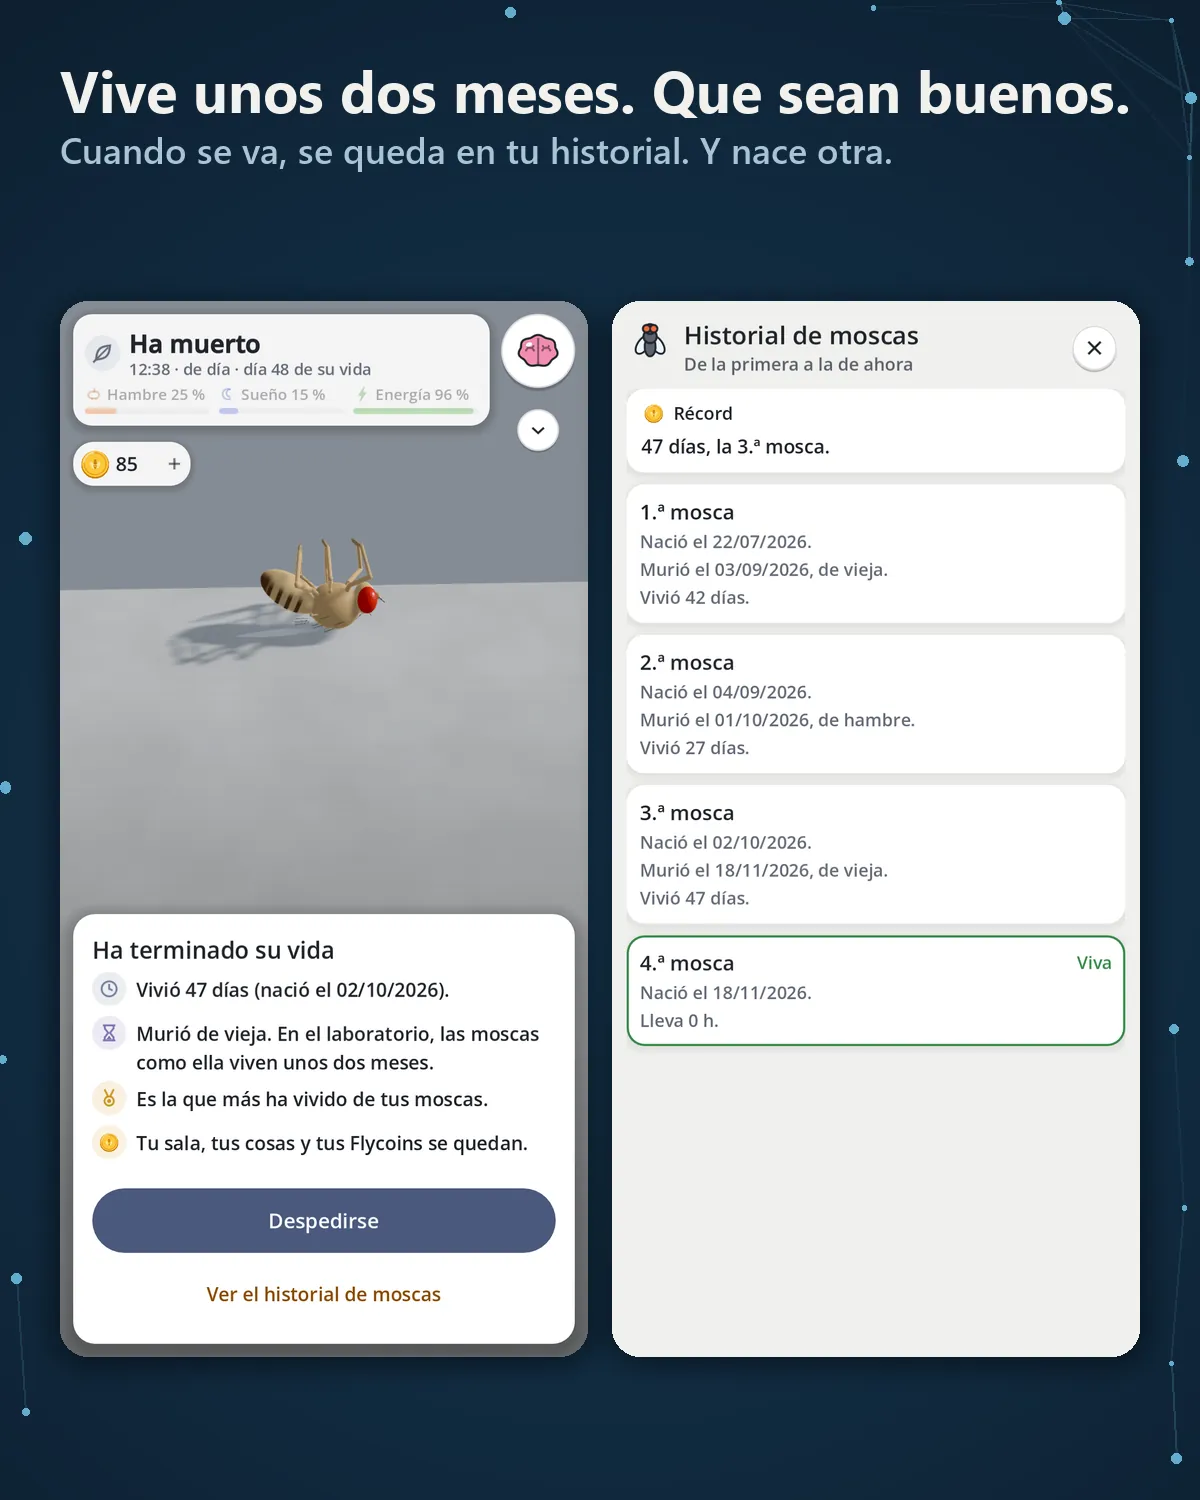 Vive unos dos meses. Que sean buenos.
Cuando se va, se queda en tu historial. Y nace otra.
Ha muerto
12:38 · de día · día 48 de su vida
Hambre 25 % Sueño 15 % Energía 96 %
85 +
Ha terminado su vida
Vivió 47 días (nació el 02/10/2026).
Murió de vieja. En el laboratorio, las moscas
como ella viven unos dos meses.
Es la que más ha vivido de tus moscas.
Tu sala, tus cosas y tus Flycoins se quedan.
Despedirse
Ver el historial de moscas
Historial de moscas
De la primera a la de ahora
Récord
47 días, la 3.ª mosca.
1.ª mosca
Nació el 22/07/2026.
Murió el 03/09/2026, de vieja.
Vivió 42 días.
2.ª mosca
Nació el 04/09/2026.
Murió el 01/10/2026, de hambre.
Vivió 27 días.
3.ª mosca
Nació el 02/10/2026.
Murió el 18/11/2026, de vieja.
Vivió 47 días.
4.ª mosca
Viva
Nació el 18/11/2026.
Lleva 0 h.